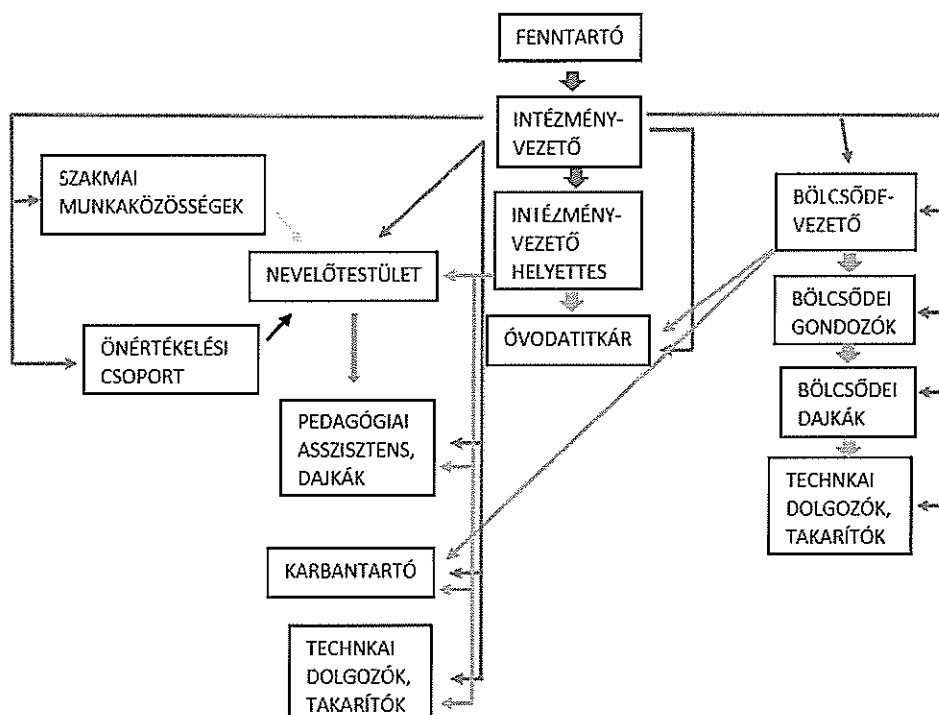 FENNTARTÓ
INTÉZMÉNY-
VEZETŐ
SZAKMAI
MUNKAKÖZÖSSÉGEK
INTÉZMÉNY-
VEZETŐ
HELYETTES
BÖLCSŐDE-
VEZETŐ
NEVELŐTESTÜLET
BÖLCSŐDEI
GONDOZÓK
ÓVODATITKÁR
ÖNÉRTÉKELÉSI
CSOPORT
BÖLCSŐDEI
DAJKÁK
PEDAGÓGIAI
ASSZISZTENS,
DAJKÁK
TECHNKAI
DOLGOZÓK,
TAKARÍTÓK
KARBANTARTÓ
TECHNKAI
DOLGOZÓK,
TAKARÍTÓK